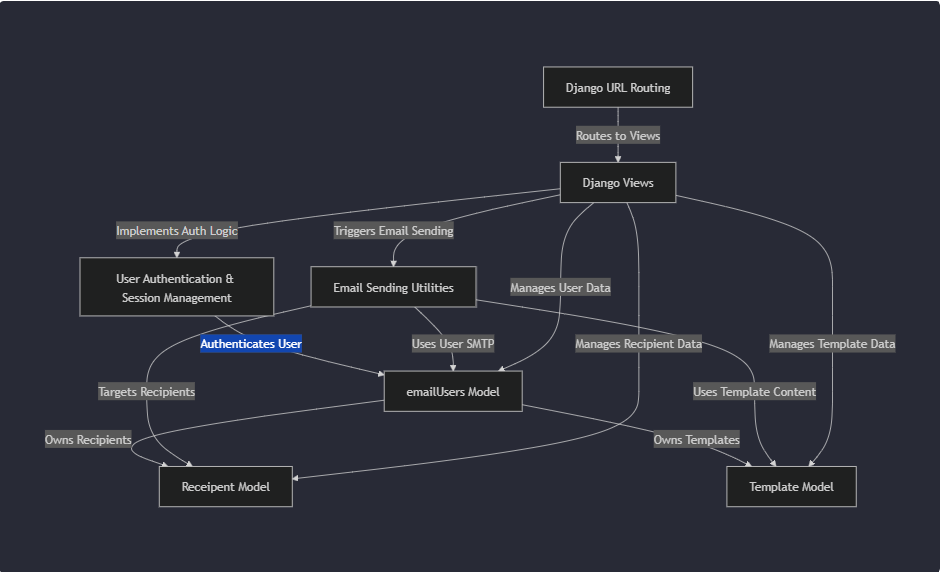 Django URL Routing
Routes to Views
Django Views
Implements Auth Logic
Triggers Email Sending
User Authentication &
Session Management
Email Sending Utilities
Manages User Data
Authenticates User
Uses User SMTP
Manages Recipient Data
Manages Template Data
Targets Recipients
emailUsers Model
Uses Template Content
Owns Recipients
Owns Templates
Receipent Model
Template Model